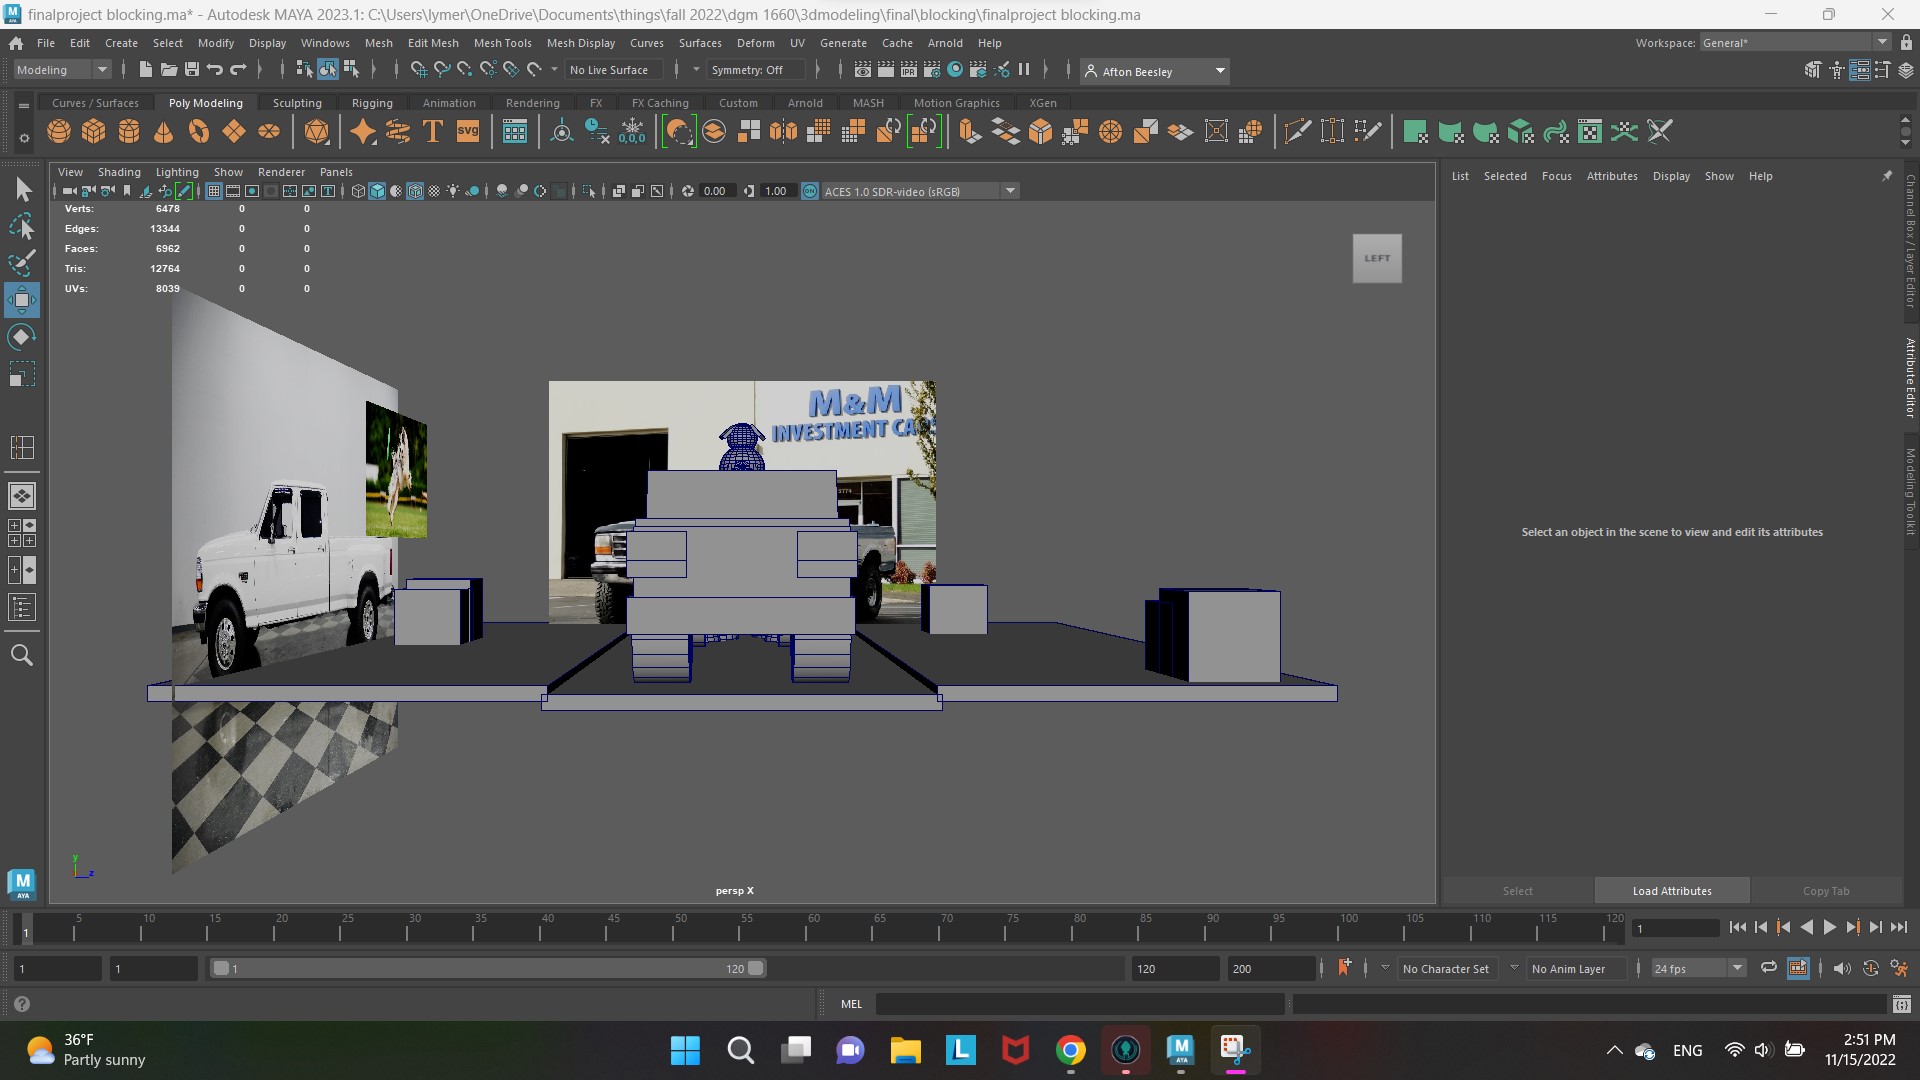 finalproject blocking.ma* - Autodesk MAYA 2023.1: C:\Users\lymer\OneDrive\Documents\things\fall 2022\dgm 1660\3dmodeling\final\blocking\finalproject blocking.ma
File Edit Create Select Modify Display Windows Mesh Edit Mesh Mesh Tools Mesh Display Curves Surfaces Deform UV Generate Cache Arnold Help Workspace: General*
Modeling No Live Surface Symmetry: Off IPR Afton Beesley
Curves / Surfaces Poly Modeling Sculpting Rigging Animation Rendering FX FX Caching Custom Arnold MASH Motion Graphics XGen
T SVG 0,0,0
View Shading Lighting Show Renderer Panels
0.00 1.00 ACES 1.0 SDR-video (sRGB)
List Selected Focus Attributes Display Show Help
Verts: 6478 0 0
Edges: 13344 0 0
Faces: 6962 0 0
Tris: 12764 0 0
UVs: 8039 0 0
LEFT
M&M
INVESTMENT CA
y
z
persp X
Channel Box / Layer Editor
Attribute Editor
Modeling Toolkit
Select an object in the scene to view and edit its attributes
Select Load Attributes Copy Tab
M
AYA
5 10 15 20 25 30 35 40 45 50 55 60 65 70 75 80 85 90 95 100 105 110 115 120
1 1
1 1 1 120 120 200 No Character Set No Anim Layer 24 fps
MEL
36°F
Partly sunny
ENG
2:51 PM
11/15/2022